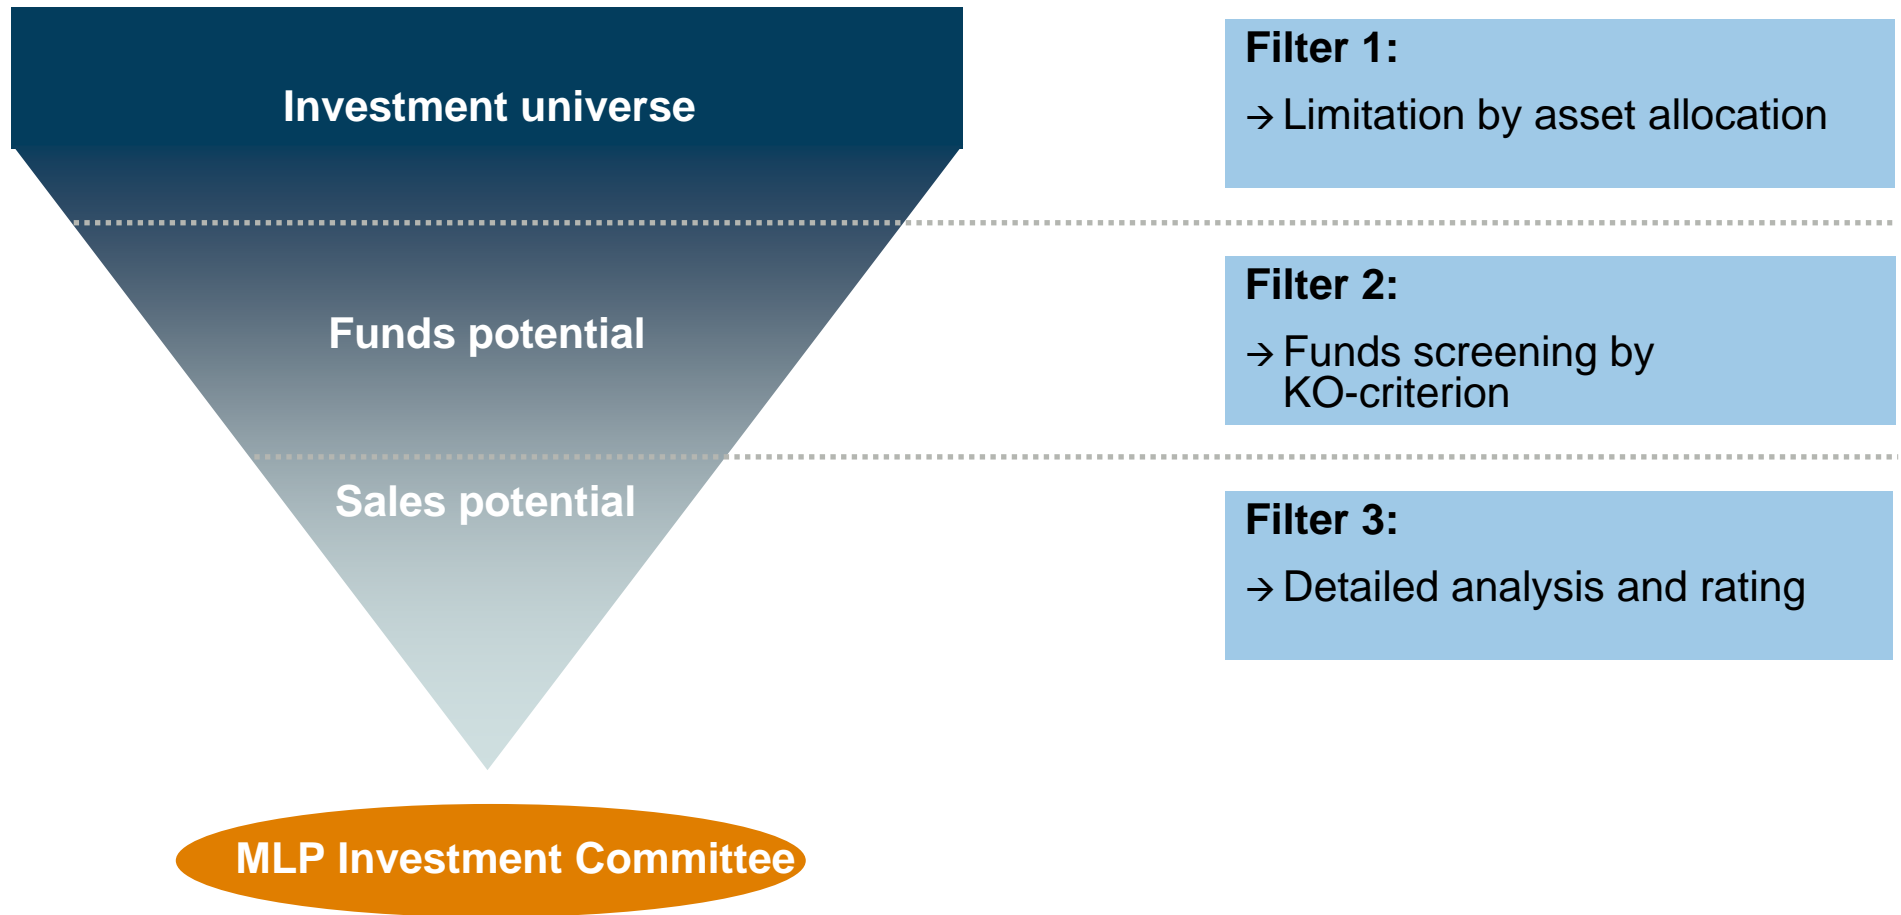 Investment universe
Filter 1:
→ Limitation by asset allocation
Funds potential
Filter 2:
→ Funds screening by
KO-criterion
Sales potential
Filter 3:
→ Detailed analysis and rating
MLP Investment Committee